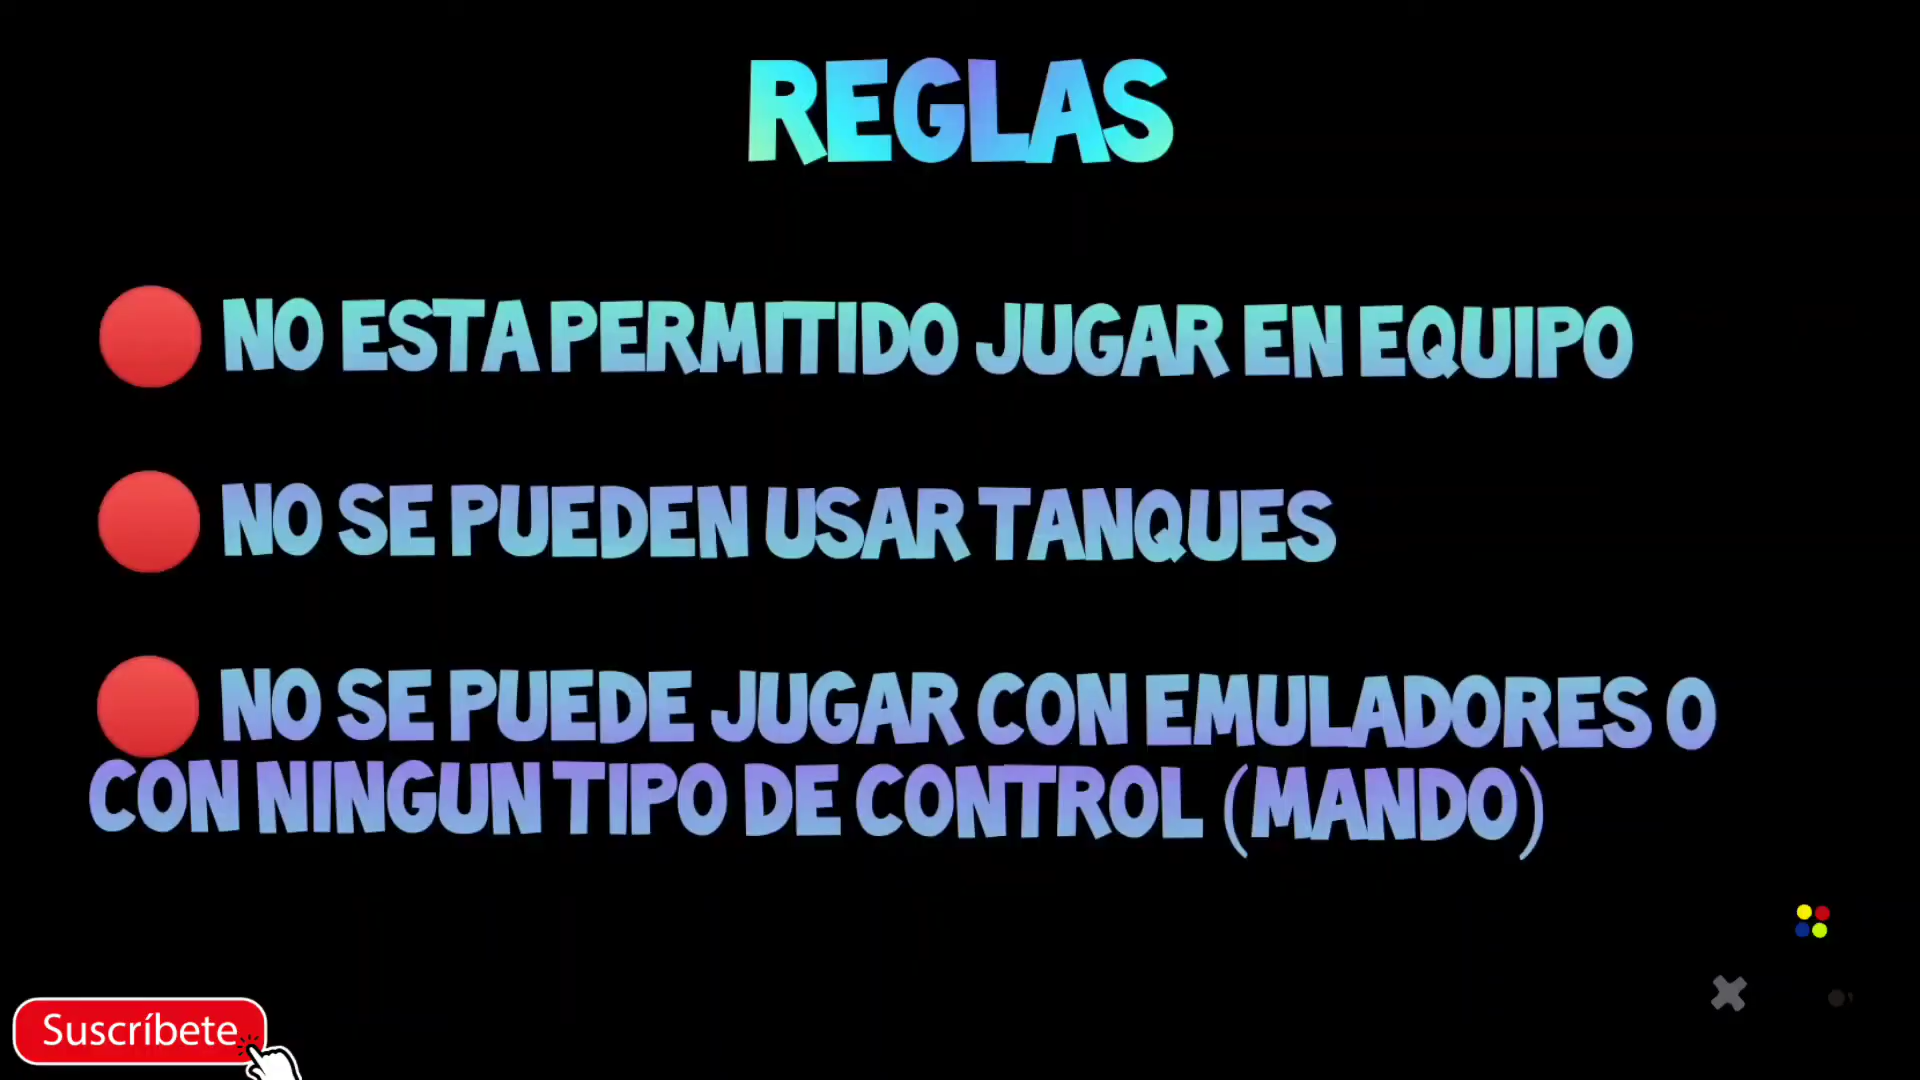 REGLAS
NO ESTA PERMITIDO JUGAR EN EQUIPO
NO SE PUEDEN USAR TANQUES
NO SE PUEDE JUGAR CON EMULADORES O
CON NINGUN TIPO DE CONTROL (MANDO)
Suscríbete